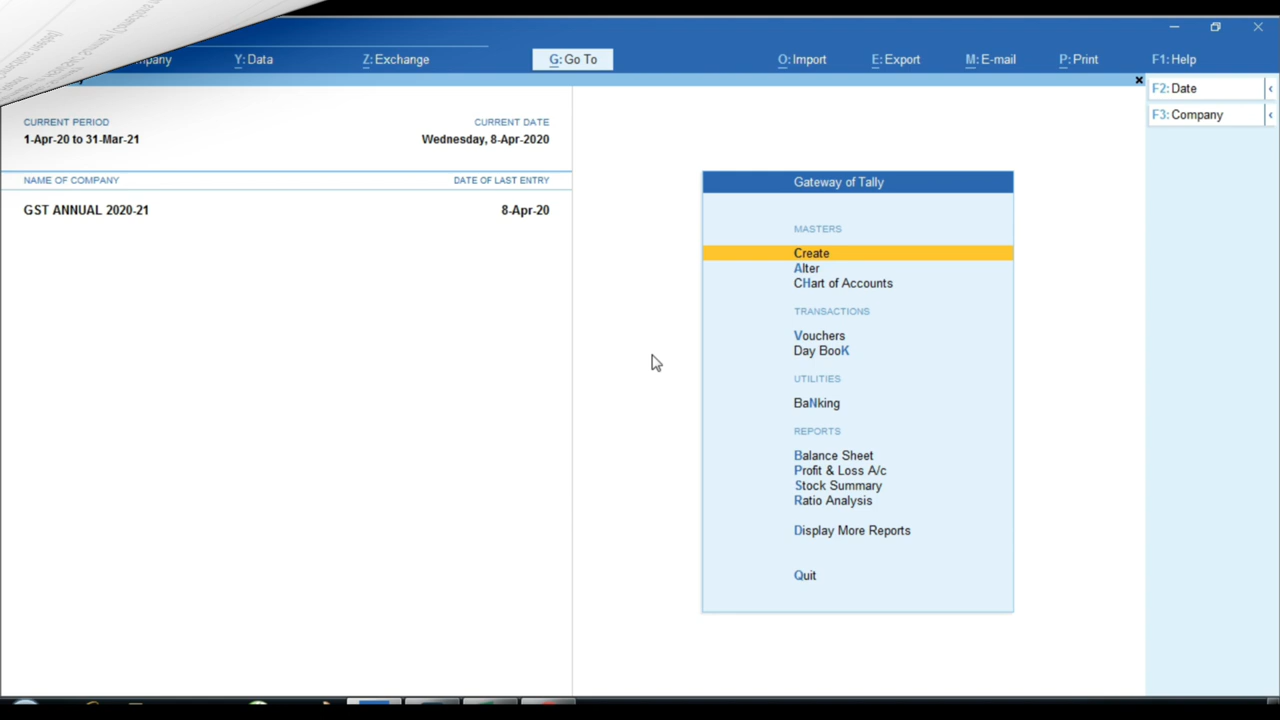 mpany
Y: Data
Z: Exchange
G: Go To
O: Import
E: Export
M: E-mail
P: Print
F1: Help
F2: Date
F3: Company
CURRENT PERIOD
CURRENT DATE
1-Apr-20 to 31-Mar-21
Wednesday, 8-Apr-2020
NAME OF COMPANY
DATE OF LAST ENTRY
GST ANNUAL 2020-21
8-Apr-20
Gateway of Tally
MASTERS
Create
Alter
CHart of Accounts
TRANSACTIONS
Vouchers
Day BooK
UTILITIES
BaNking
REPORTS
Balance Sheet
Profit & Loss A/c
Stock Summary
Ratio Analysis
Display More Reports
Quit